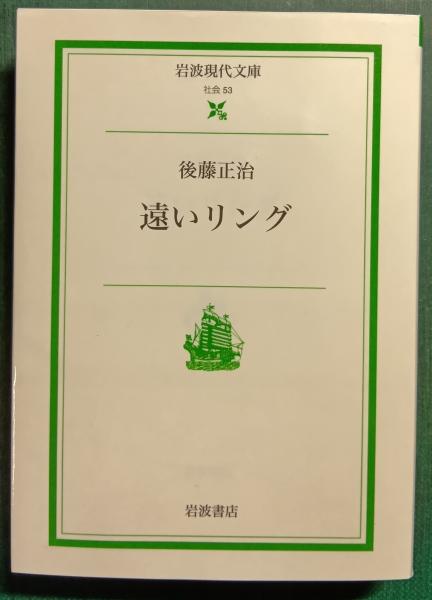 岩波現代文庫
社会 53
後藤正治
遠いリング
岩波書店